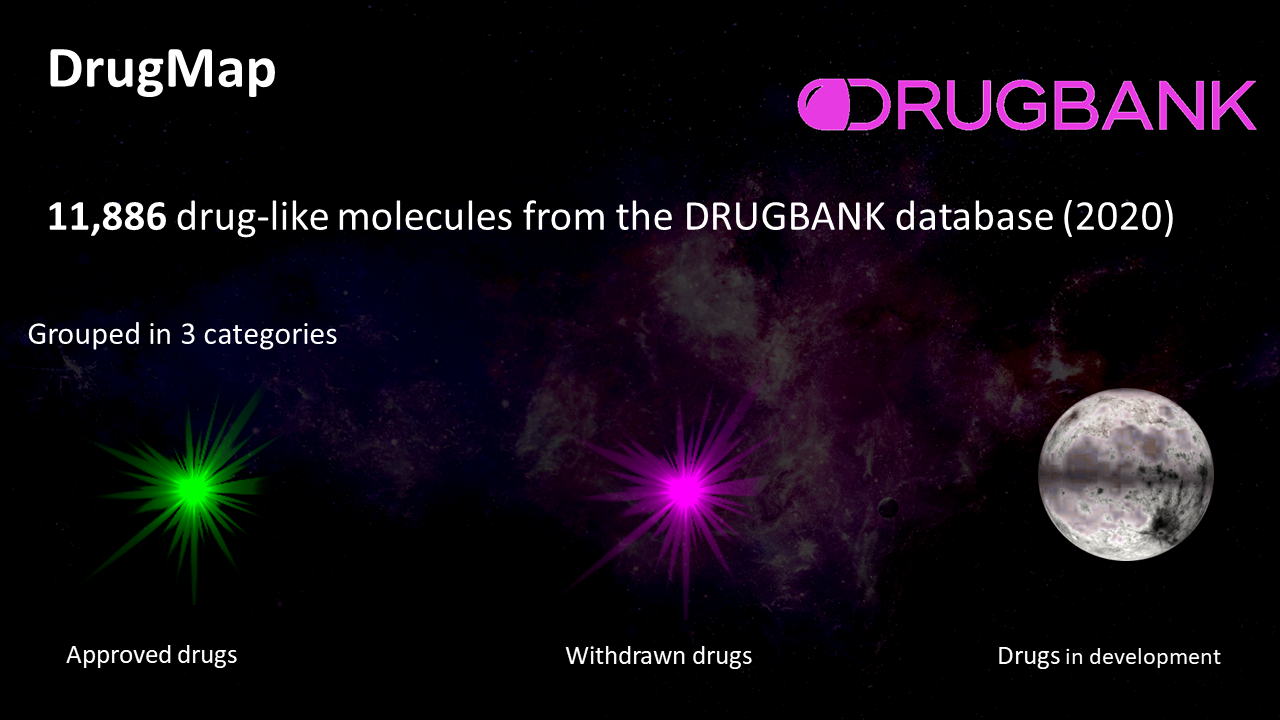 DrugMap
DRUGBANK
11,886 drug-like molecules from the DRUGBANK database (2020)
Grouped in 3 categories
Approved drugs
Withdrawn drugs
Drugs in development